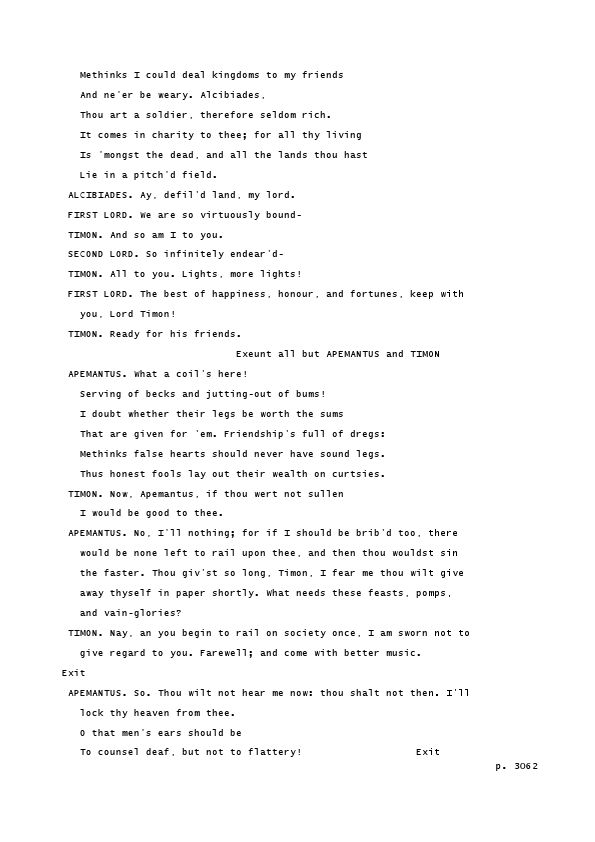 Methinks I could deal kingdoms to my friends
And ne'er be weary. Alcibiades,
Thou art a soldier, therefore seldom rich.
It comes in charity to thee; for all thy living
Is 'mongst the dead, and all the lands thou hast
Lie in a pitch'd field.
ALCIBIADES. Ay, defil'd land, my lord.
FIRST LORD. We are so virtuously bound-
TIMON. And so am I to you.
SECOND LORD. So infinitely endear'd-
TIMON. All to you. Lights, more lights!
FIRST LORD. The best of happiness, honour, and fortunes, keep with
you, Lord Timon!
TIMON. Ready for his friends.
Exeunt all but APEMANTUS and TIMON
APEMANTUS. What a coil's here!
Serving of becks and jutting-out of bums!
I doubt whether their legs be worth the sums
That are given for 'em. Friendship's full of dregs:
Methinks false hearts should never have sound legs.
Thus honest fools lay out their wealth on curtsies.
TIMON. Now, Apemantus, if thou wert not sullen
I would be good to thee.
APEMANTUS. No, I'll nothing; for if I should be brib'd too, there
would be none left to rail upon thee, and then thou wouldst sin
the faster. Thou giv'st so long, Timon, I fear me thou wilt give
away thyself in paper shortly. What needs these feasts, pomps,
and vain-glories?
TIMON. Nay, an you begin to rail on society once, I am sworn not to
give regard to you. Farewell; and come with better music.
Exit
APEMANTUS. So. Thou wilt not hear me now: thou shalt not then. I'll
lock thy heaven from thee.
O that men's ears should be
To counsel deaf, but not to flattery! Exit
p. 3062